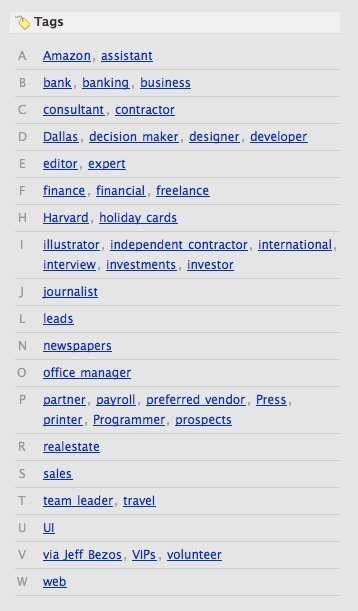 Tags
A Amazon, assistant
B bank, banking, business
C consultant, contractor
D Dallas, decision maker, designer, developer
E editor, expert
F finance, financial, freelance
H Harvard, holiday cards
I illustrator, independent contractor, international,
interview, investments, investor
J journalist
L leads
N newspapers
O office manager
P partner, payroll, preferred vendor, Press,
printer, Programmer, prospects
R realestate
S sales
T team leader, travel
U UI
V via Jeff Bezos, VIPs, volunteer
W web